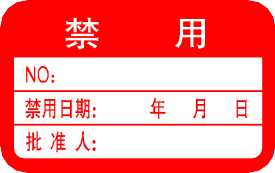 禁 用
NO：
禁用日期： 年 月 日
批 准 人：